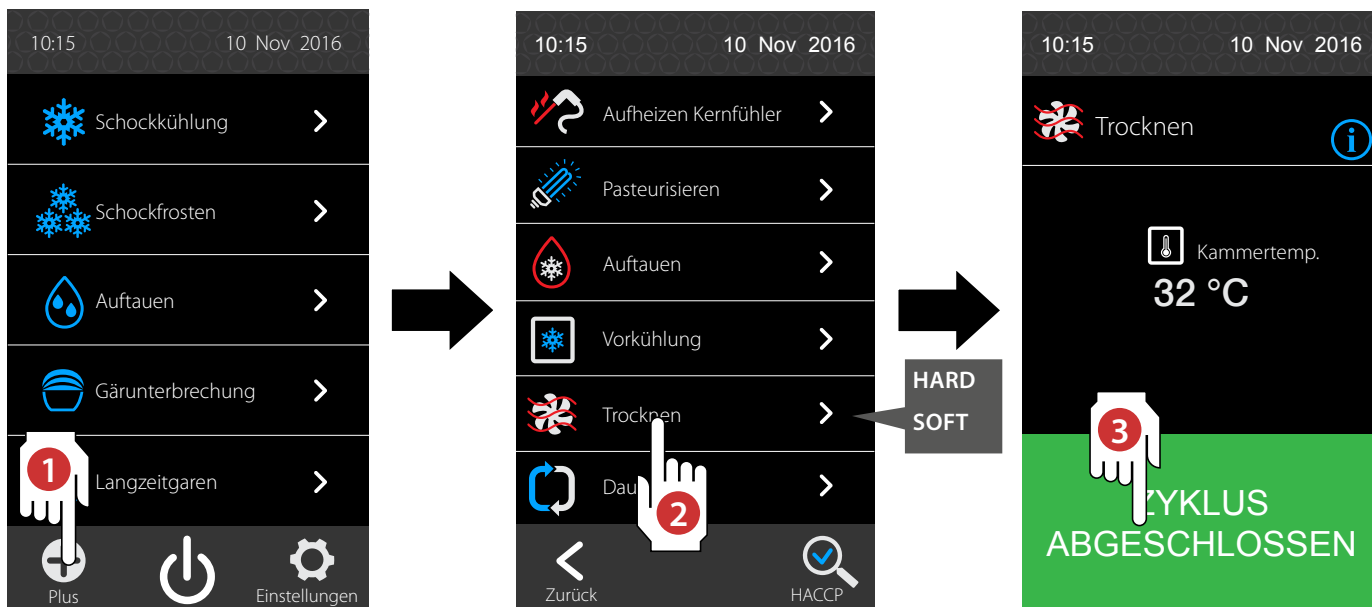 10:15 10 Nov 2016
Schockkühlung
Schockfrosten
Auftauen
Gärunterbrechung
1
Langzeitgaren
Plus
Einstellungen
10:15 10 Nov 2016
Aufheizen Kernfühler
Pasteurisieren
Auftauen
Vorkühlung
Trocknen
Dau
2
Zurück
HACCP
HARD
SOFT
10:15 10 Nov 2016
Trocknen
i
Kammertemp.
32 °C
3
ZYKLUS
ABGESCHLOSSEN